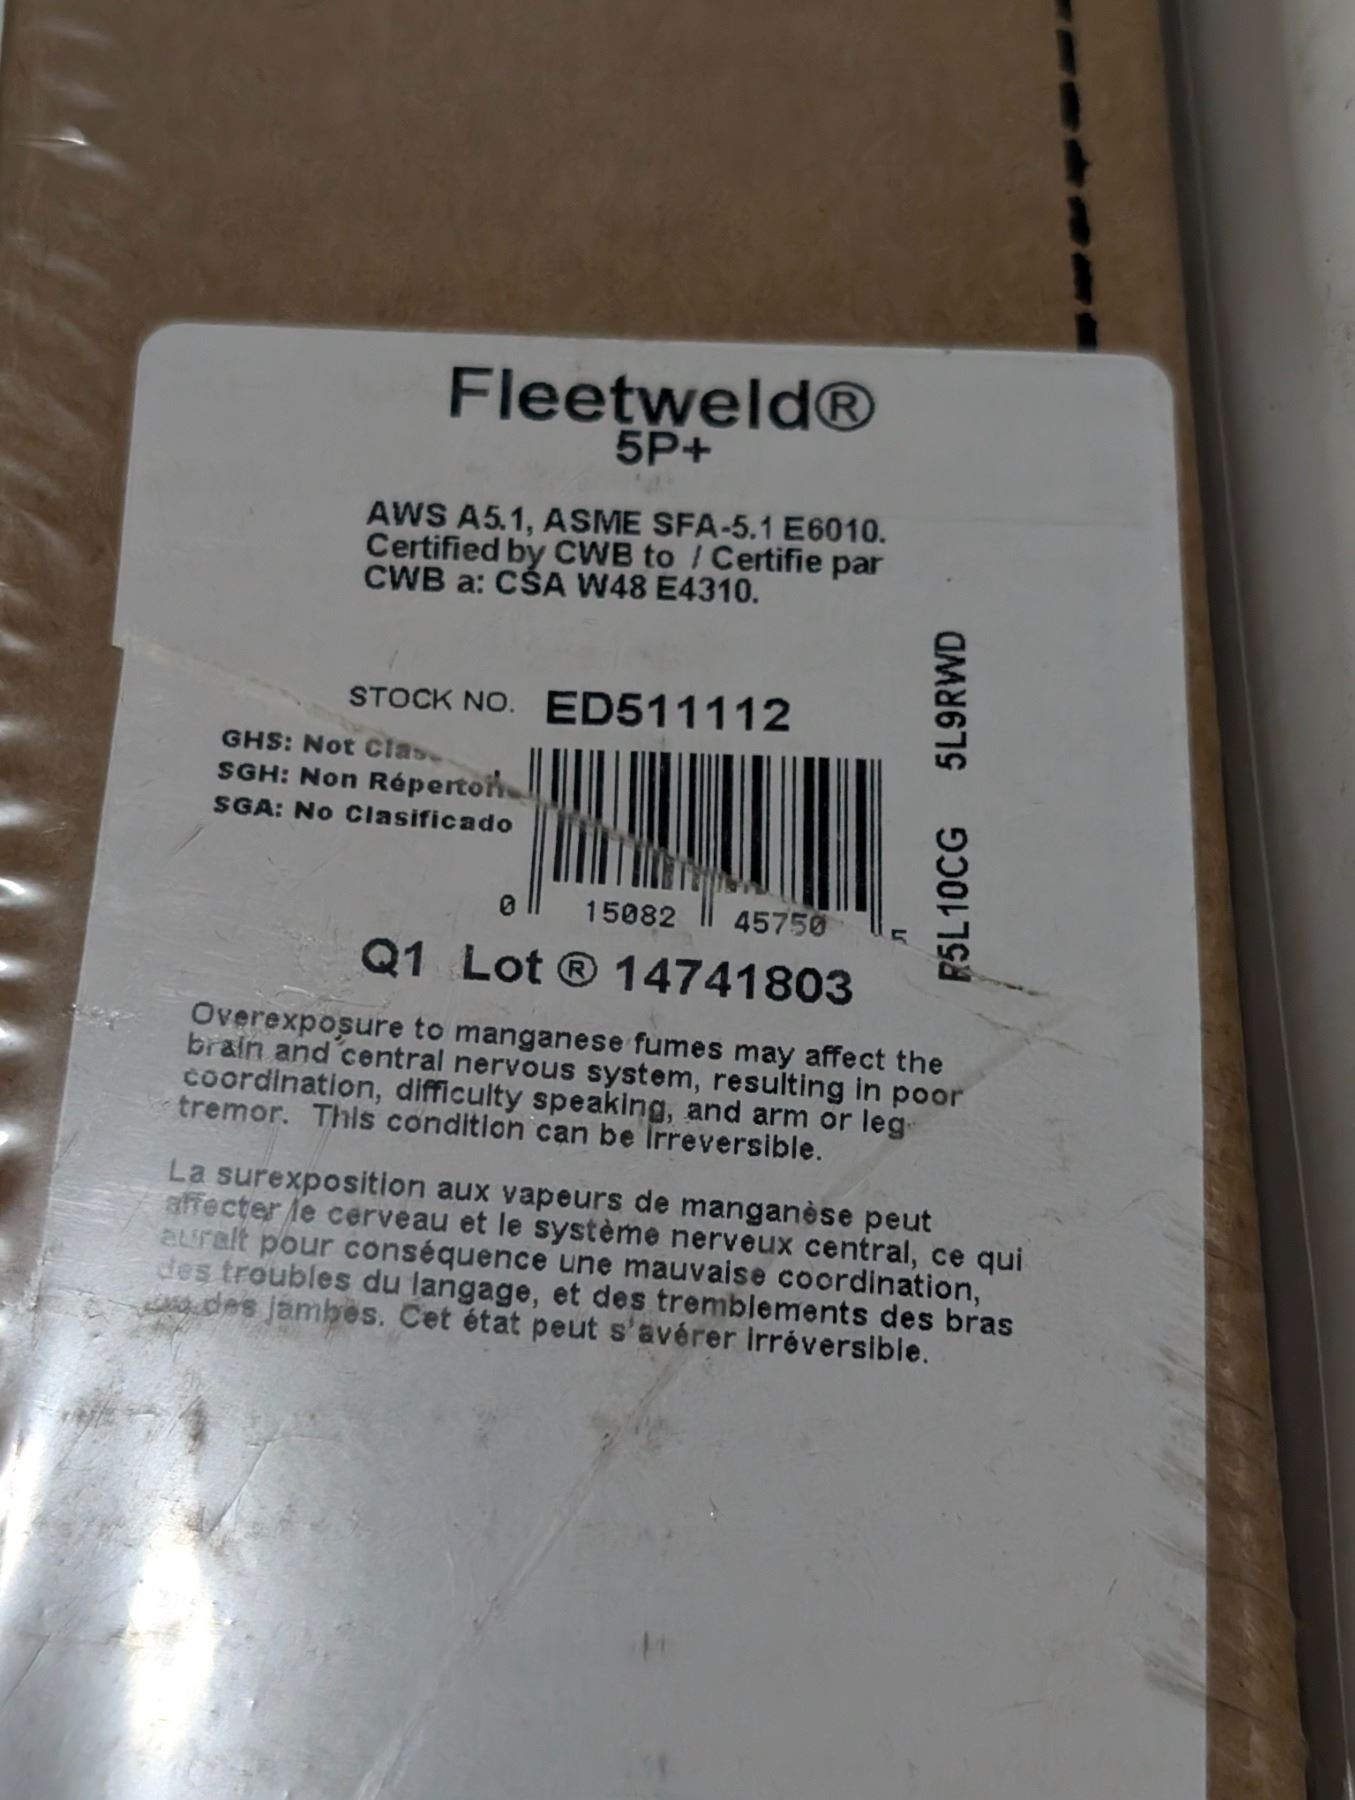 Fleetweld®
5P+
AWS A5.1, ASME SFA-5.1 E6010.
Certified by CWB to / Certifie par
CWB a: CSA W48 E4310.
STOCK NO. ED511112
GHS: Not
SGH: Non
SGA: No Clasificado
0 15082 45750 5
R5L10CG 5L9RWD
Q1 Lot ® 14741803
Overexposure to manganese fumes may affect the
brain and central nervous system, resulting in poor
coordination, difficulty speaking, and arm or leg
tremor. This condition can be irreversible.
La surexposition aux vapeurs de manganèse peut
affecter le cerveau et le système nerveux central, ce qui
aurait pour conséquence une mauvaise coordination,
des troubles du langage, et des tremblements des bras
des jambes. Cet état peut s'avérer irréversible.